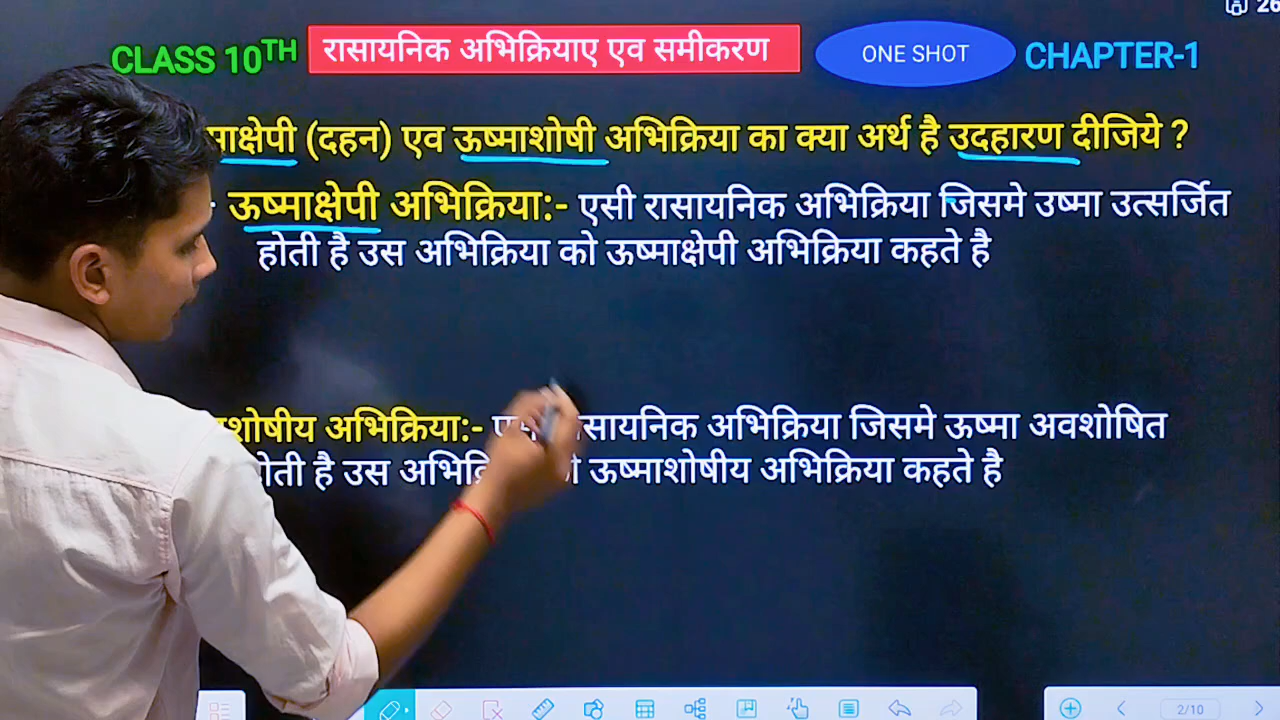 26
CLASS 10TH रासायनिक अभिक्रियाए एव समीकरण ONE SHOT CHAPTER-1
(दहन) एव ऊष्माशोषी अभिक्रिया का क्या अर्थ है उदहारण दीजिये ?
ऊष्माक्षेपी अभिक्रिया:- एसी रासायनिक अभिक्रिया जिसमे उष्मा उत्सर्जित
होती है उस अभिक्रिया को ऊष्माक्षेपी अभिक्रिया कहते है
अभिक्रिया:- अभिक्रिया जिसमे ऊष्मा अवशोषित
होती है उस ऊष्माशोषीय अभिक्रिया कहते है
2/10